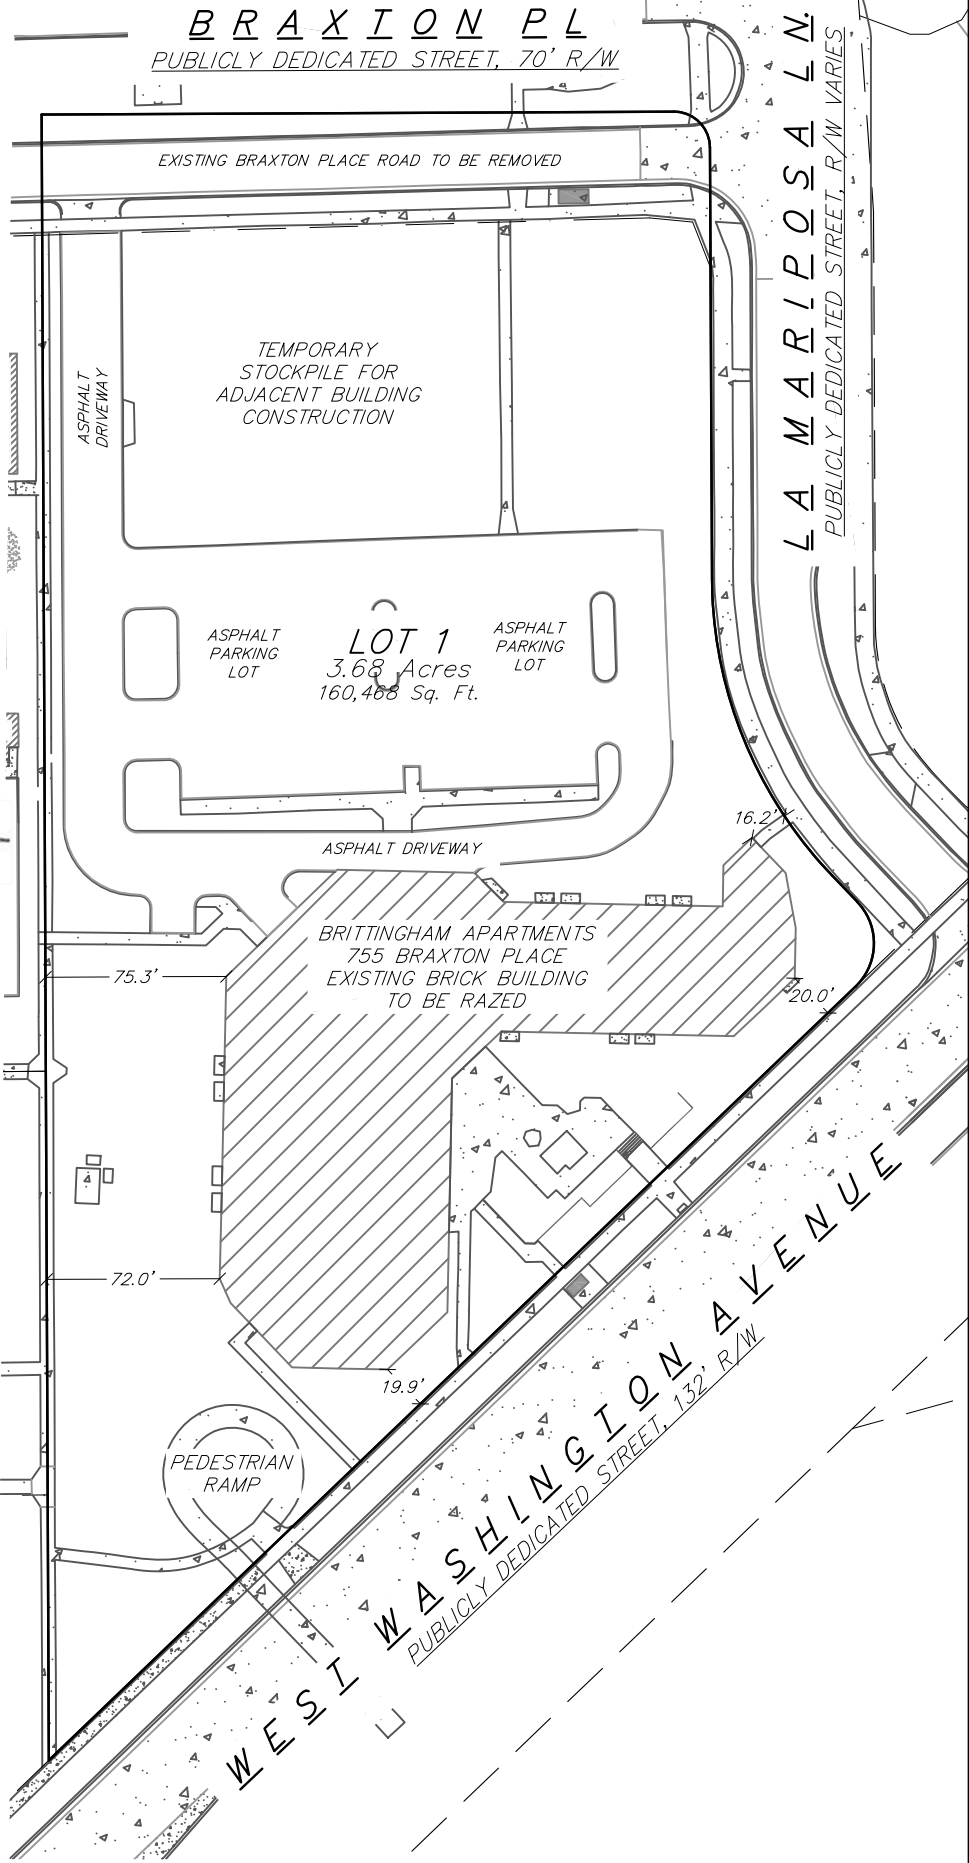 BRAXTON PL
PUBLICLY DEDICATED STREET, 70' R/W
LA MARIPOSA LN.
PUBLICLY DEDICATED STREET, R/W VARIES
EXISTING BRAXTON PLACE ROAD TO BE REMOVED
TEMPORARY
STOCKPILE FOR
ADJACENT BUILDING
CONSTRUCTION
ASPHALT
DRIVEWAY
ASPHALT
PARKING
LOT
LOT 1
3.68 Acres
160,468 Sq. Ft.
ASPHALT
PARKING
LOT
16.2'
ASPHALT DRIVEWAY
BRITTINGHAM APARTMENTS
755 BRAXTON PLACE
EXISTING BRICK BUILDING
TO BE RAZED
75.3'
20.0'
72.0'
19.9'
PEDESTRIAN
RAMP
WEST WASHINGTON AVENUE
PUBLICLY DEDICATED STREET, 132' R/W